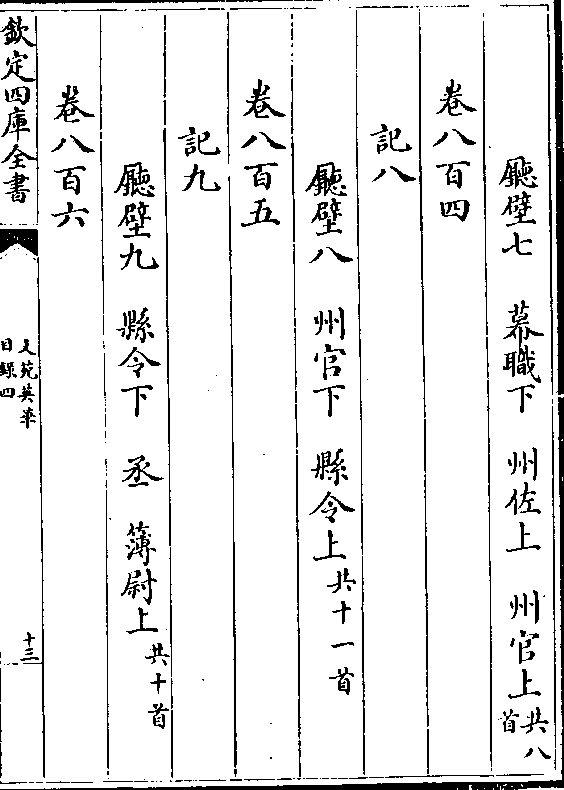 廳壁七　幕職下　州佐上　州官上共八首
卷八百四
記八
廳壁八　州官下　縣令上共十一首
卷八百五
記九
廳壁九　縣令下　丞　簿尉上共十首
卷八百六
欽定四庫全書
文苑英華
目錄四
十三